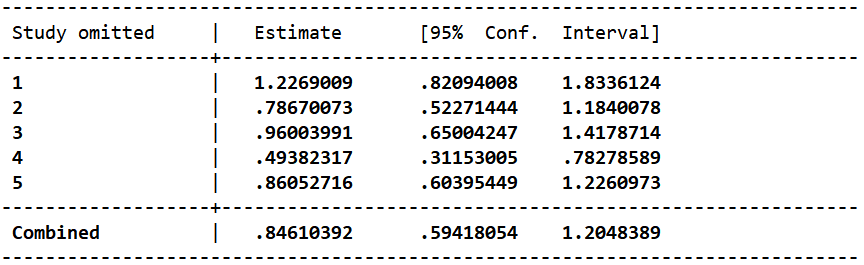 ------------------------------------------------------------------------------
Study omitted     |   Estimate       [95%  Conf.  Interval]
-------------------+----------------------------------------------------------
1                  |   1.2269009      .82094008   1.8336124
2                  |   .78670073      .52271444   1.1840078
3                  |   .96003991      .65004247   1.4178714
4                  |   .49382317      .31153005   .78278589
5                  |   .86052716      .60395449   1.2260973
-------------------+----------------------------------------------------------
Combined           |   .84610392      .59418054   1.2048389
------------------------------------------------------------------------------